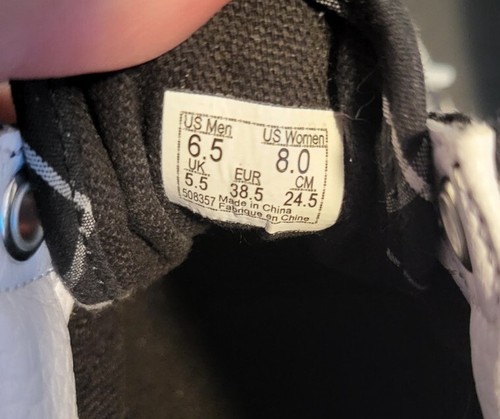 US Men US Women
6.5 8.0
UK EUR CM
5.5 38.5 24.5
508357 Made in China
Fabrique en Chine